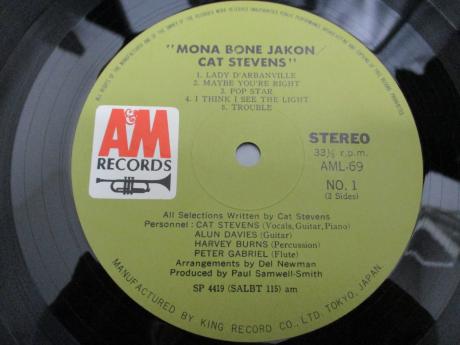 "MONA BONE JAKON/
CAT STEVENS"
1. LADY D'ARBANVILLE
2. MAYBE YOU'RE RIGHT
3. POP STAR
4. I THINK I SEE THE LIGHT
5. TROUBLE
A&M
RECORDS
STEREO
33⅓ r.p.m.
AML-69
NO. 1
(2 Sides)
All Selections Written by Cat Stevens
Personnel: CAT STEVENS (Vocals, Guitar, Piano)
ALUN DAVIES (Guitar)
HARVEY BURNS (Percussion)
PETER GABRIEL (Flute)
Arrangements by Del Newman
Produced by Paul Samwell-Smith
SP 4419 (SALBT 115) am
MANUFACTURED BY KING RECORD CO., LTD. TOKYO, JAPAN.